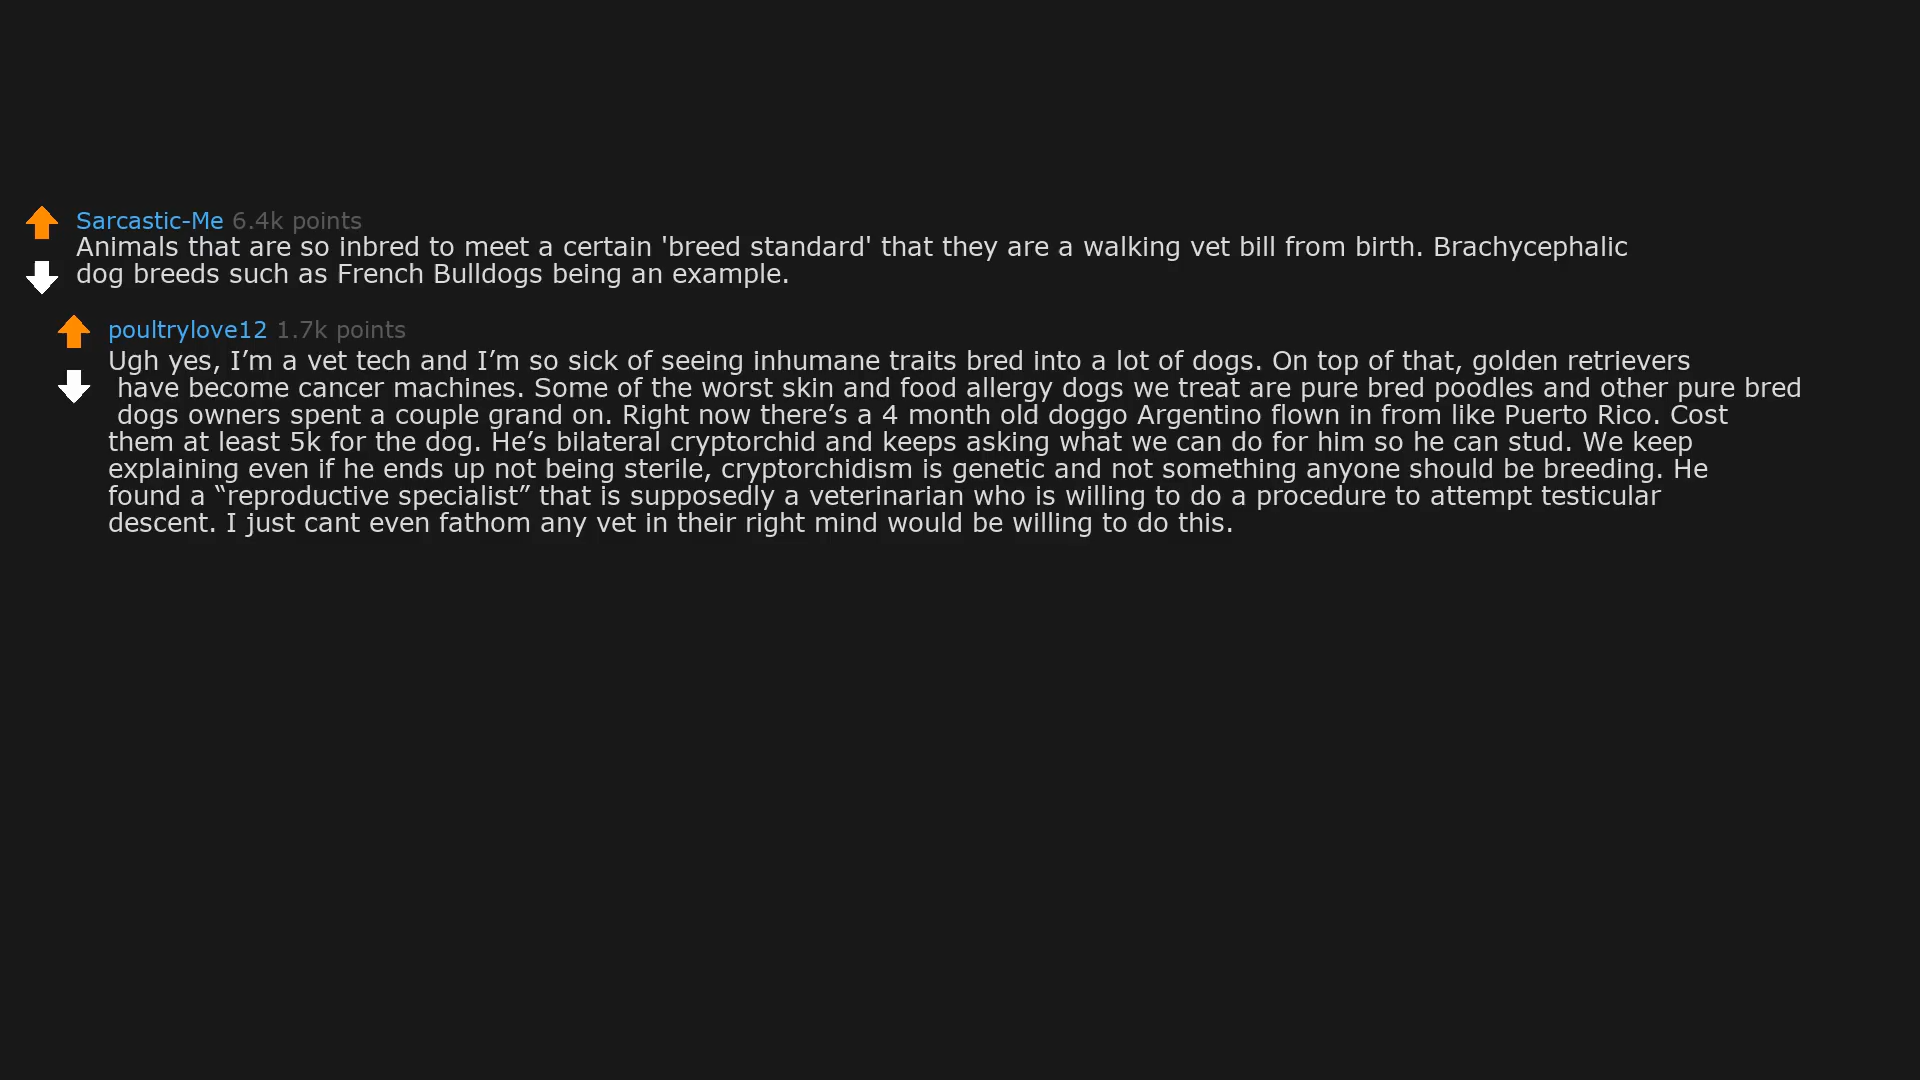 Sarcastic-Me 6.4k points
Animals that are so inbred to meet a certain 'breed standard' that they are a walking vet bill from birth. Brachycephalic
dog breeds such as French Bulldogs being an example.
poultrylove12 1.7k points
Ugh yes, I’m a vet tech and I’m so sick of seeing inhumane traits bred into a lot of dogs. On top of that, golden retrievers
have become cancer machines. Some of the worst skin and food allergy dogs we treat are pure bred poodles and other pure bred
dogs owners spent a couple grand on. Right now there’s a 4 month old doggo Argentino flown in from like Puerto Rico. Cost
them at least 5k for the dog. He’s bilateral cryptorchid and keeps asking what we can do for him so he can stud. We keep
explaining even if he ends up not being sterile, cryptorchidism is genetic and not something anyone should be breeding. He
found a “reproductive specialist” that is supposedly a veterinarian who is willing to do a procedure to attempt testicular
descent. I just cant even fathom any vet in their right mind would be willing to do this.